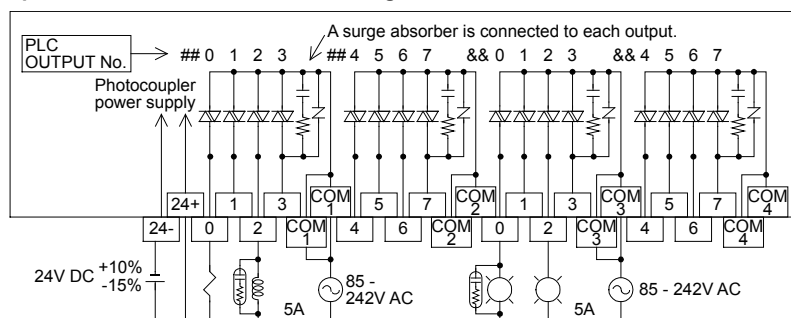 A surge absorber is connected to each output.
PLC
OUTPUT No.
## 0 1 2 3 ## 4 5 6 7 && 0 1 2 3 && 4 5 6 7
Photocoupler
power supply
24+ 1 3 COM 1 5 7 COM 2 1 3 COM 3 5 7 COM 4
24- 0 2 COM 1 4 6 COM 2 0 2 COM 3 4 6 COM 4
24V DC +10% -15%
85 -
242V AC
85 - 242V AC
5A
5A